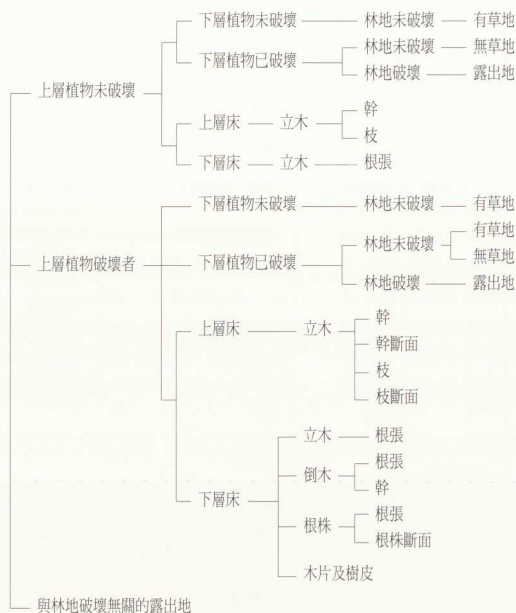 下層植物未破壞 林地未破壞 有草地
上層植物未破壞 下層植物已破壞 林地未破壞 無草地
林地破壞 露出地
上層床 立木 幹
枝
下層床 立木 根張
下層植物未破壞 林地未破壞 有草地
上層植物破壞者 下層植物已破壞 林地未破壞 有草地
無草地
林地破壞 露出地
上層床 立木 幹
幹斷面
枝
枝斷面
下層床 立木 根張
倒木 根張
幹
根株 根張
根株斷面
木片及樹皮
與林地破壞無關的露出地